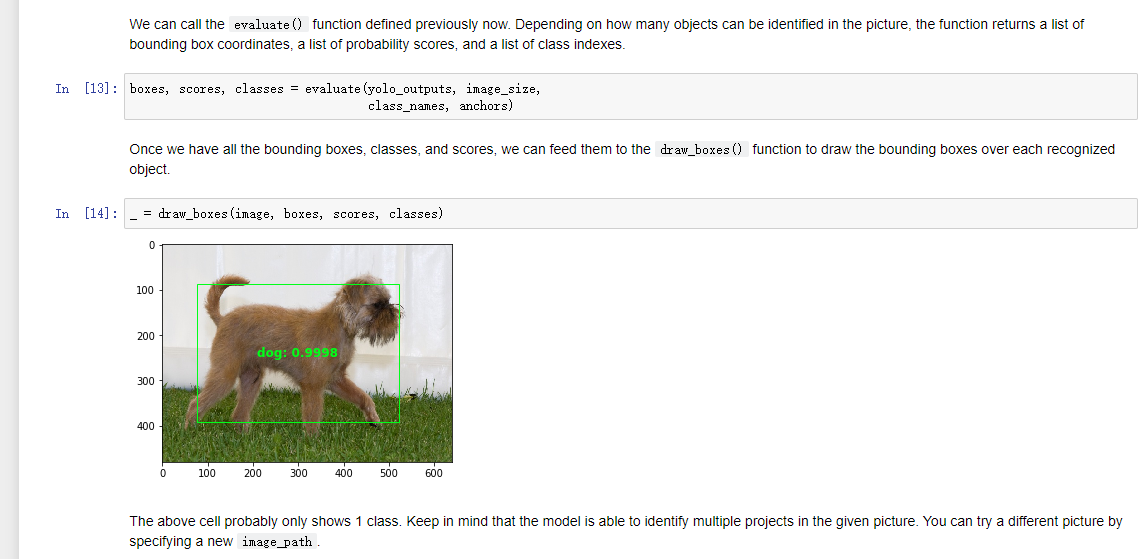 We can call the evaluate() function defined previously now. Depending on how many objects can be identified in the picture, the function returns a list of
bounding box coordinates, a list of probability scores, and a list of class indexes.
In [13]: boxes, scores, classes = evaluate(yolo_outputs, image_size,
class_names, anchors)
Once we have all the bounding boxes, classes, and scores, we can feed them to the draw_boxes() function to draw the bounding boxes over each recognized
object.
In [14]: _ = draw_boxes(image, boxes, scores, classes)
0
100
200
dog: 0.9998
300
400
0 100 200 300 400 500 600
The above cell probably only shows 1 class. Keep in mind that the model is able to identify multiple projects in the given picture. You can try a different picture by
specifying a new image_path.